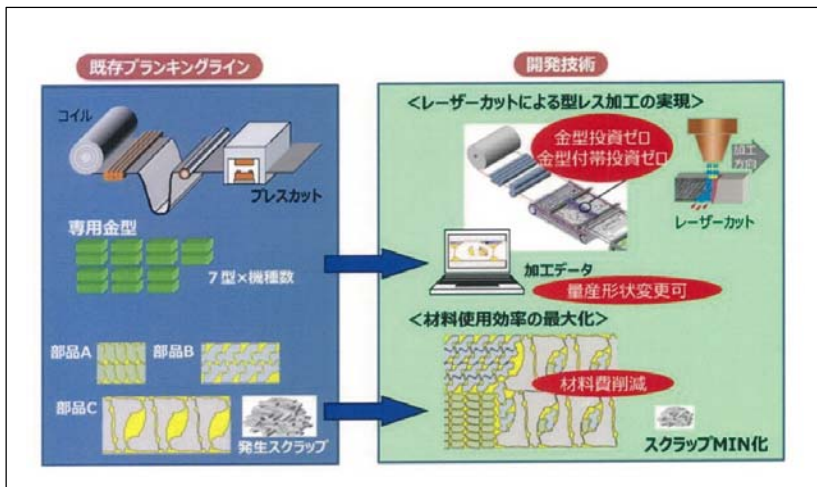 既存ブランキングライン
コイル
プレスカット
専用金型
7型×機種数
部品A
部品B
部品C
発生スクラップ
開発技術
<レーザーカットによる型レス加工の実現>
金型投資ゼロ
金型付帯投資ゼロ
加工
方向
レーザーカット
加工データ
量産形状変更可
<材料使用効率の最大化>
材料費削減
スクラップMIN化